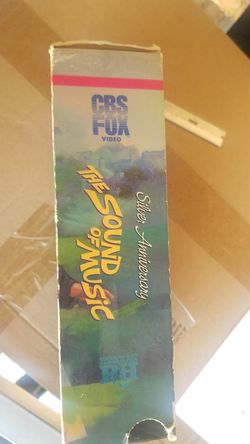 CBS
FOX
VIDEO
Silver Anniversary
THE SOUND
OF MUSIC